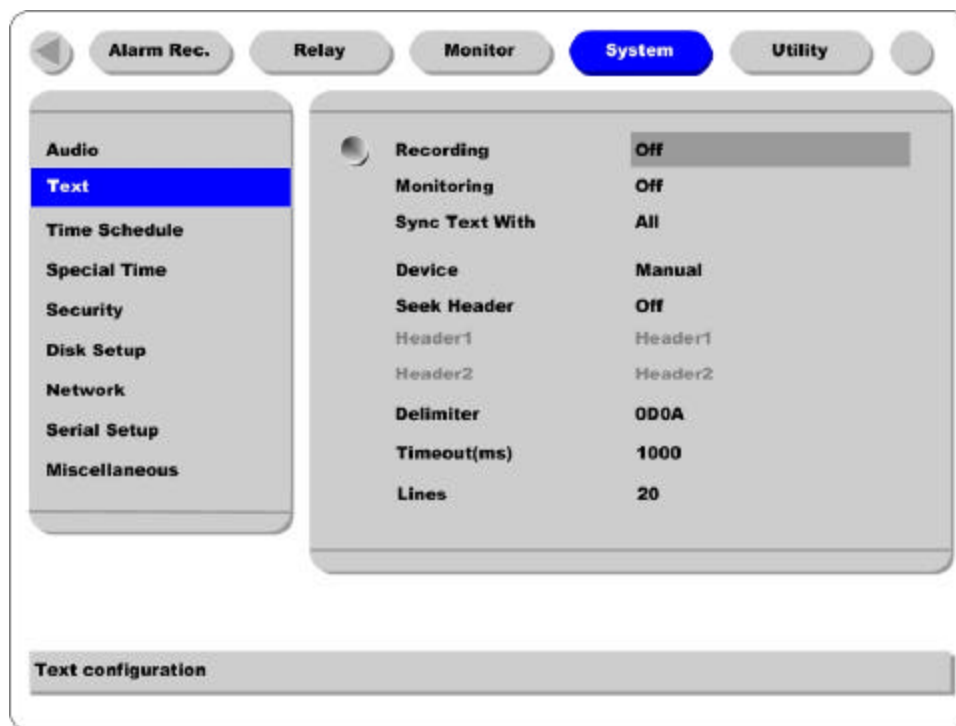 Alarm Rec. Relay Monitor System Utility
Audio
Text
Time Schedule
Special Time
Security
Disk Setup
Network
Serial Setup
Miscellaneous
Recording Off
Monitoring Off
Sync Text With All
Device Manual
Seek Header Off
Header1 Header1
Header2 Header2
Delimiter 0D0A
Timeout(ms) 1000
Lines 20
Text configuration